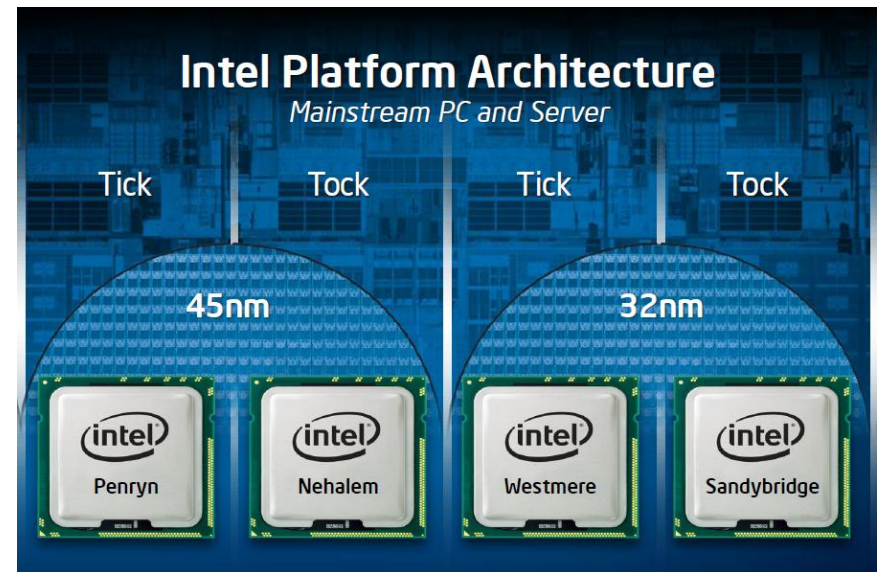 Intel Platform Architecture
Mainstream PC and Server
Tick
Tock
Tick
Tock
45nm
32nm
intel
Penryn
intel
Nehalem
intel
Westmere
intel
Sandybridge